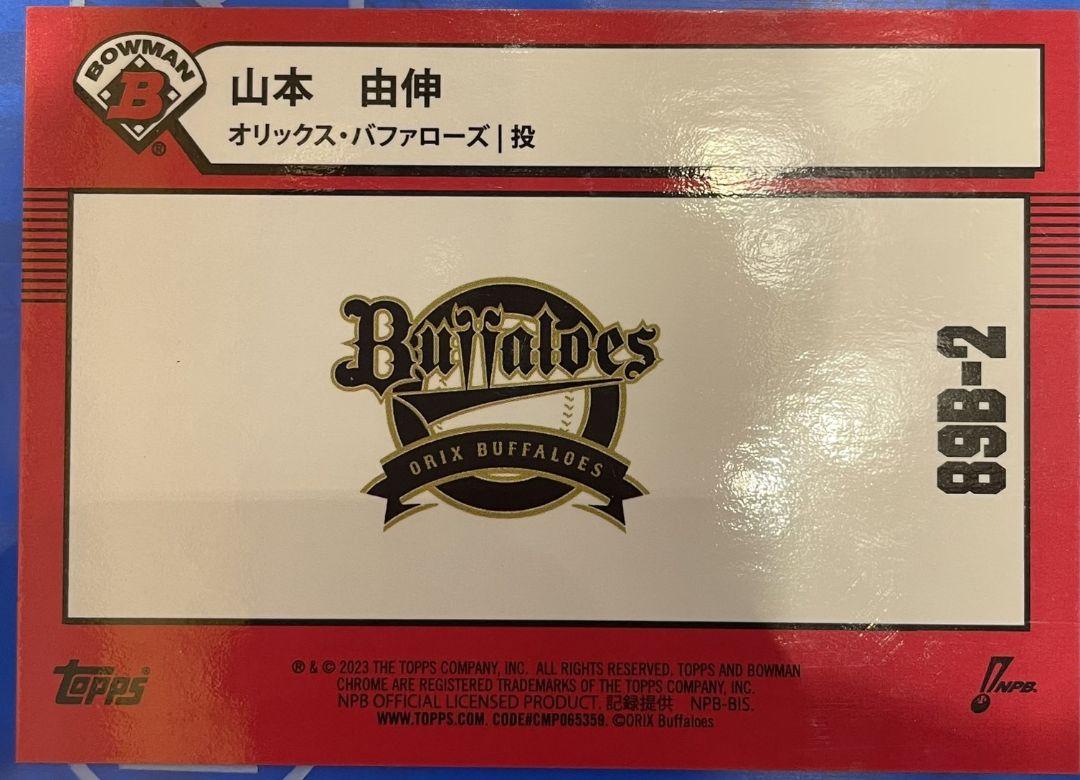 BOWMAN
B
®
山本 由伸
オリックス・バファローズ | 投
Buffaloes
ORIX BUFFALOES
89B-2
Topps®
® & © 2023 THE TOPPS COMPANY, INC. ALL RIGHTS RESERVED. TOPPS AND BOWMAN
CHROME ARE REGISTERED TRADEMARKS OF THE TOPPS COMPANY, INC.
NPB OFFICIAL LICENSED PRODUCT. 記録提供 NPB-BIS.
WWW.TOPPS.COM. CODE#CMP065359. ©ORIX Buffaloes
NPB.